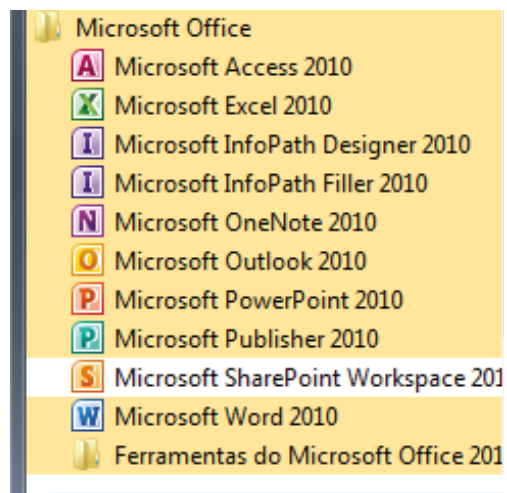 Microsoft Office
Microsoft Access 2010
Microsoft Excel 2010
Microsoft InfoPath Designer 2010
Microsoft InfoPath Filler 2010
Microsoft OneNote 2010
Microsoft Outlook 2010
Microsoft PowerPoint 2010
Microsoft Publisher 2010
Microsoft SharePoint Workspace 201
Microsoft Word 2010
Ferramentas do Microsoft Office 201